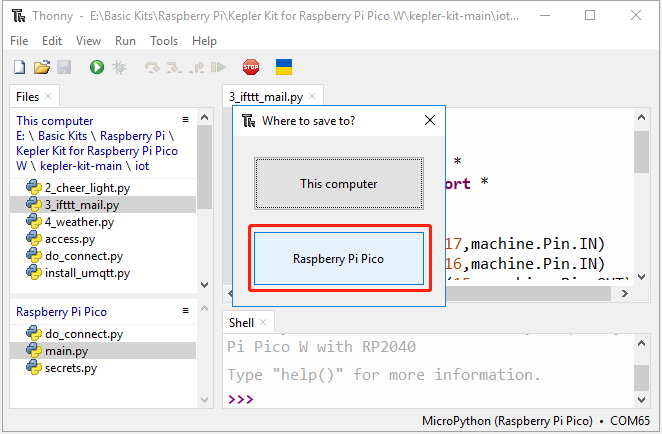 Thonny - E:\Basic Kits\Raspberry Pi\Kepler Kit for Raspberry Pi Pico W\kepler-kit-main\iot...
File Edit View Run Tools Help
STOP
Files
This computer
E: \ Basic Kits \ Raspberry Pi \
Kepler Kit for Raspberry Pi Pico
W \ kepler-kit-main \ iot
2_cheer_light.py
3_ifttt_mail.py
4_weather.py
access.py
do_connect.py
install_umqtt.py
Raspberry Pi Pico
do_connect.py
main.py
secrets.py
3_ifttt_mail.py
*
ort *
17,machine.Pin.IN)
16,machine.Pin.IN)
Where to save to?
This computer
Raspberry Pi Pico
Shell
Pi Pico W with RP2040
Type "help()" for more information.
>>>
MicroPython (Raspberry Pi Pico) • COM65